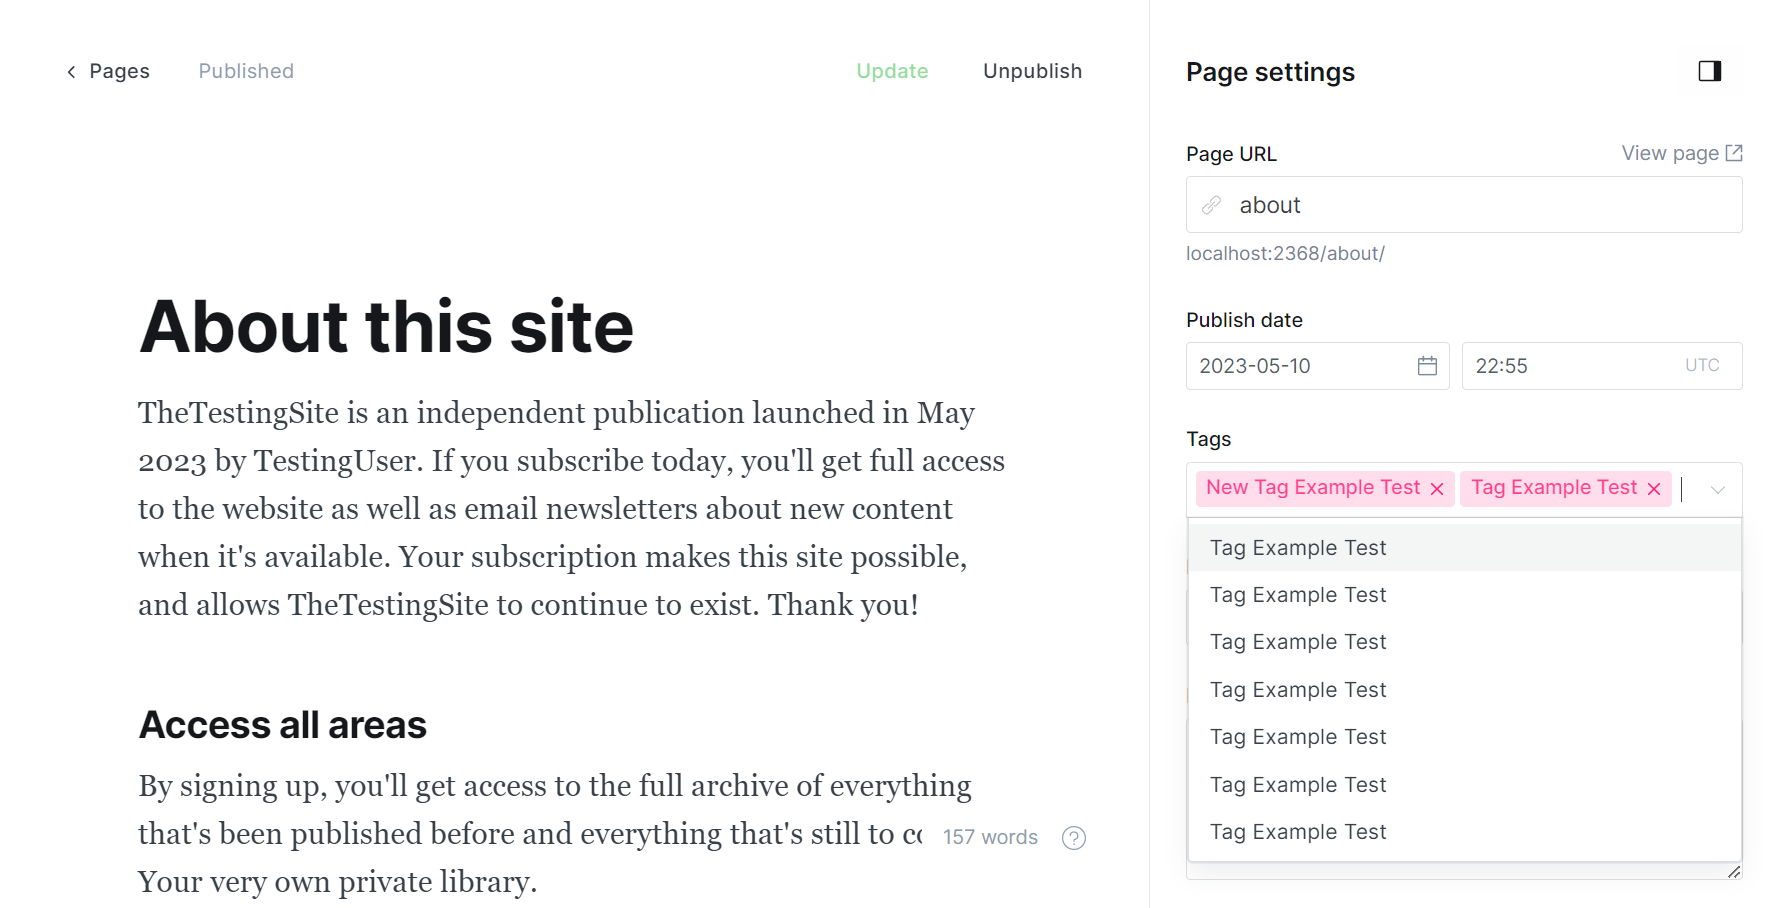 Pages
Published
Update
Unpublish
About this site
TheTestingSite is an independent publication launched in May
2023 by TestingUser. If you subscribe today, you'll get full access
to the website as well as email newsletters about new content
when it's available. Your subscription makes this site possible,
and allows TheTestingSite to continue to exist. Thank you!
Access all areas
By signing up, you'll get access to the full archive of everything
that's been published before and everything that's still to
157 words
Your very own private library.
Page settings
Page URL
View page
about
localhost:2368/about/
Publish date
2023-05-10
22:55
UTC
Tags
New Tag Example Test
Tag Example Test
Tag Example Test
Tag Example Test
Tag Example Test
Tag Example Test
Tag Example Test
Tag Example Test
Tag Example Test